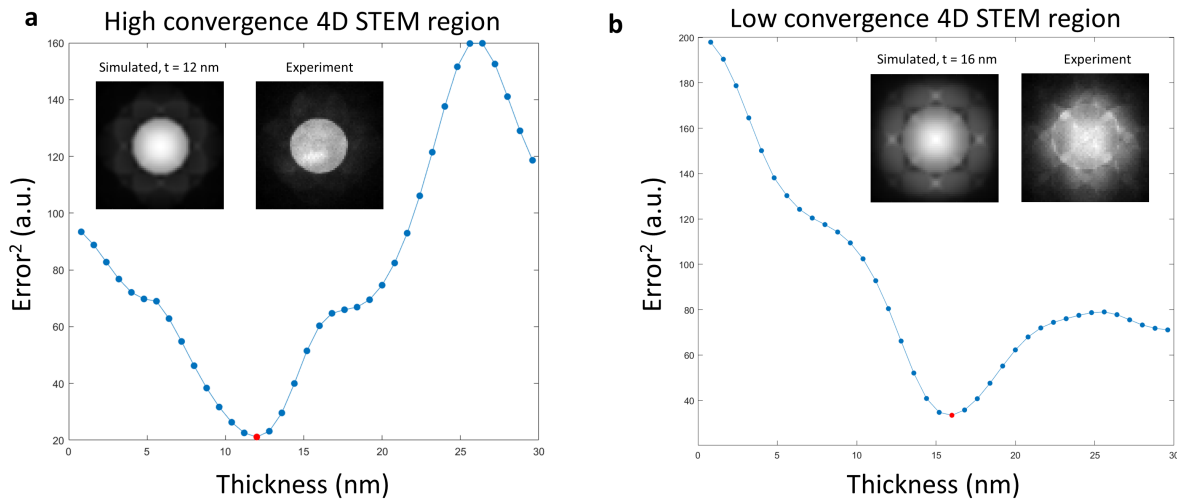 a
High convergence 4D STEM region
Simulated, t = 12 nm
Experiment
Error² (a.u.)
160
140
120
100
80
60
40
20
0
5
10
15
20
25
30
Thickness (nm)
b
Low convergence 4D STEM region
Simulated, t = 16 nm
Experiment
Error² (a.u.)
200
180
160
140
120
100
80
60
40
0
5
10
15
20
25
30
Thickness (nm)